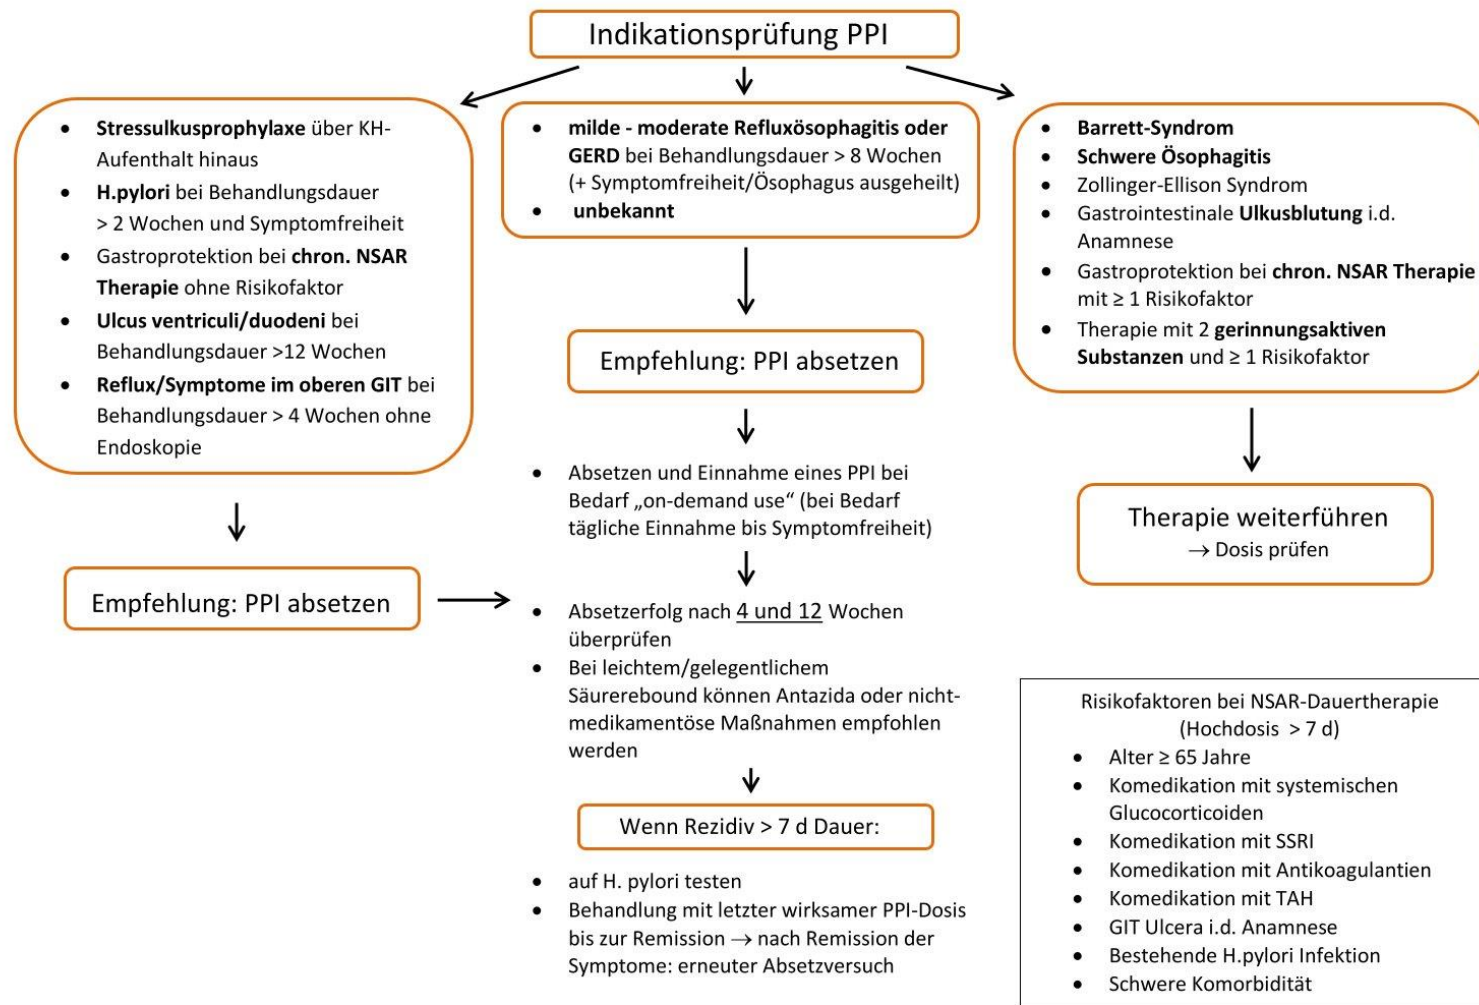 Indikationsprüfung PPI
• Stressulkusprophylaxe über KH-
Aufenthalt hinaus
• H.pylori bei Behandlungsdauer
> 2 Wochen und Symptomfreiheit
• Gastroprotektion bei chron. NSAR
Therapie ohne Risikofaktor
• Ulcus ventriculi/duodeni bei
Behandlungsdauer >12 Wochen
• Reflux/Symptome im oberen GIT bei
Behandlungsdauer > 4 Wochen ohne
Endoskopie
Empfehlung: PPI absetzen
• milde - moderate Refluxösophagitis oder
GERD bei Behandlungsdauer > 8 Wochen
(+ Symptomfreiheit/Ösophagus ausgeheilt)
• unbekannt
Empfehlung: PPI absetzen
• Absetzen und Einnahme eines PPI bei
Bedarf „on-demand use“ (bei Bedarf
tägliche Einnahme bis Symptomfreiheit)
• Absetzerfolg nach 4 und 12 Wochen
überprüfen
• Bei leichtem/gelegentlichem
Säurerebound können Antazida oder nicht-
medikamentöse Maßnahmen empfohlen
werden
Wenn Rezidiv > 7 d Dauer:
• auf H. pylori testen
• Behandlung mit letzter wirksamer PPI-Dosis
bis zur Remission → nach Remission der
Symptome: erneuter Absetzversuch
• Barrett-Syndrom
• Schwere Ösophagitis
• Zollinger-Ellison Syndrom
• Gastrointestinale Ulkusblutung i.d.
Anamnese
• Gastroprotektion bei chron. NSAR Therapie
mit ≥ 1 Risikofaktor
• Therapie mit 2 gerinnungsaktiven
Substanzen und ≥ 1 Risikofaktor
Therapie weiterführen
→ Dosis prüfen
Risikofaktoren bei NSAR-Dauertherapie
(Hochdosis > 7 d)
• Alter ≥ 65 Jahre
• Komedikation mit systemischen
Glucocorticoiden
• Komedikation mit SSRI
• Komedikation mit Antikoagulantien
• Komedikation mit TAH
• GIT Ulcera i.d. Anamnese
• Bestehende H.pylori Infektion
• Schwere Komorbidität